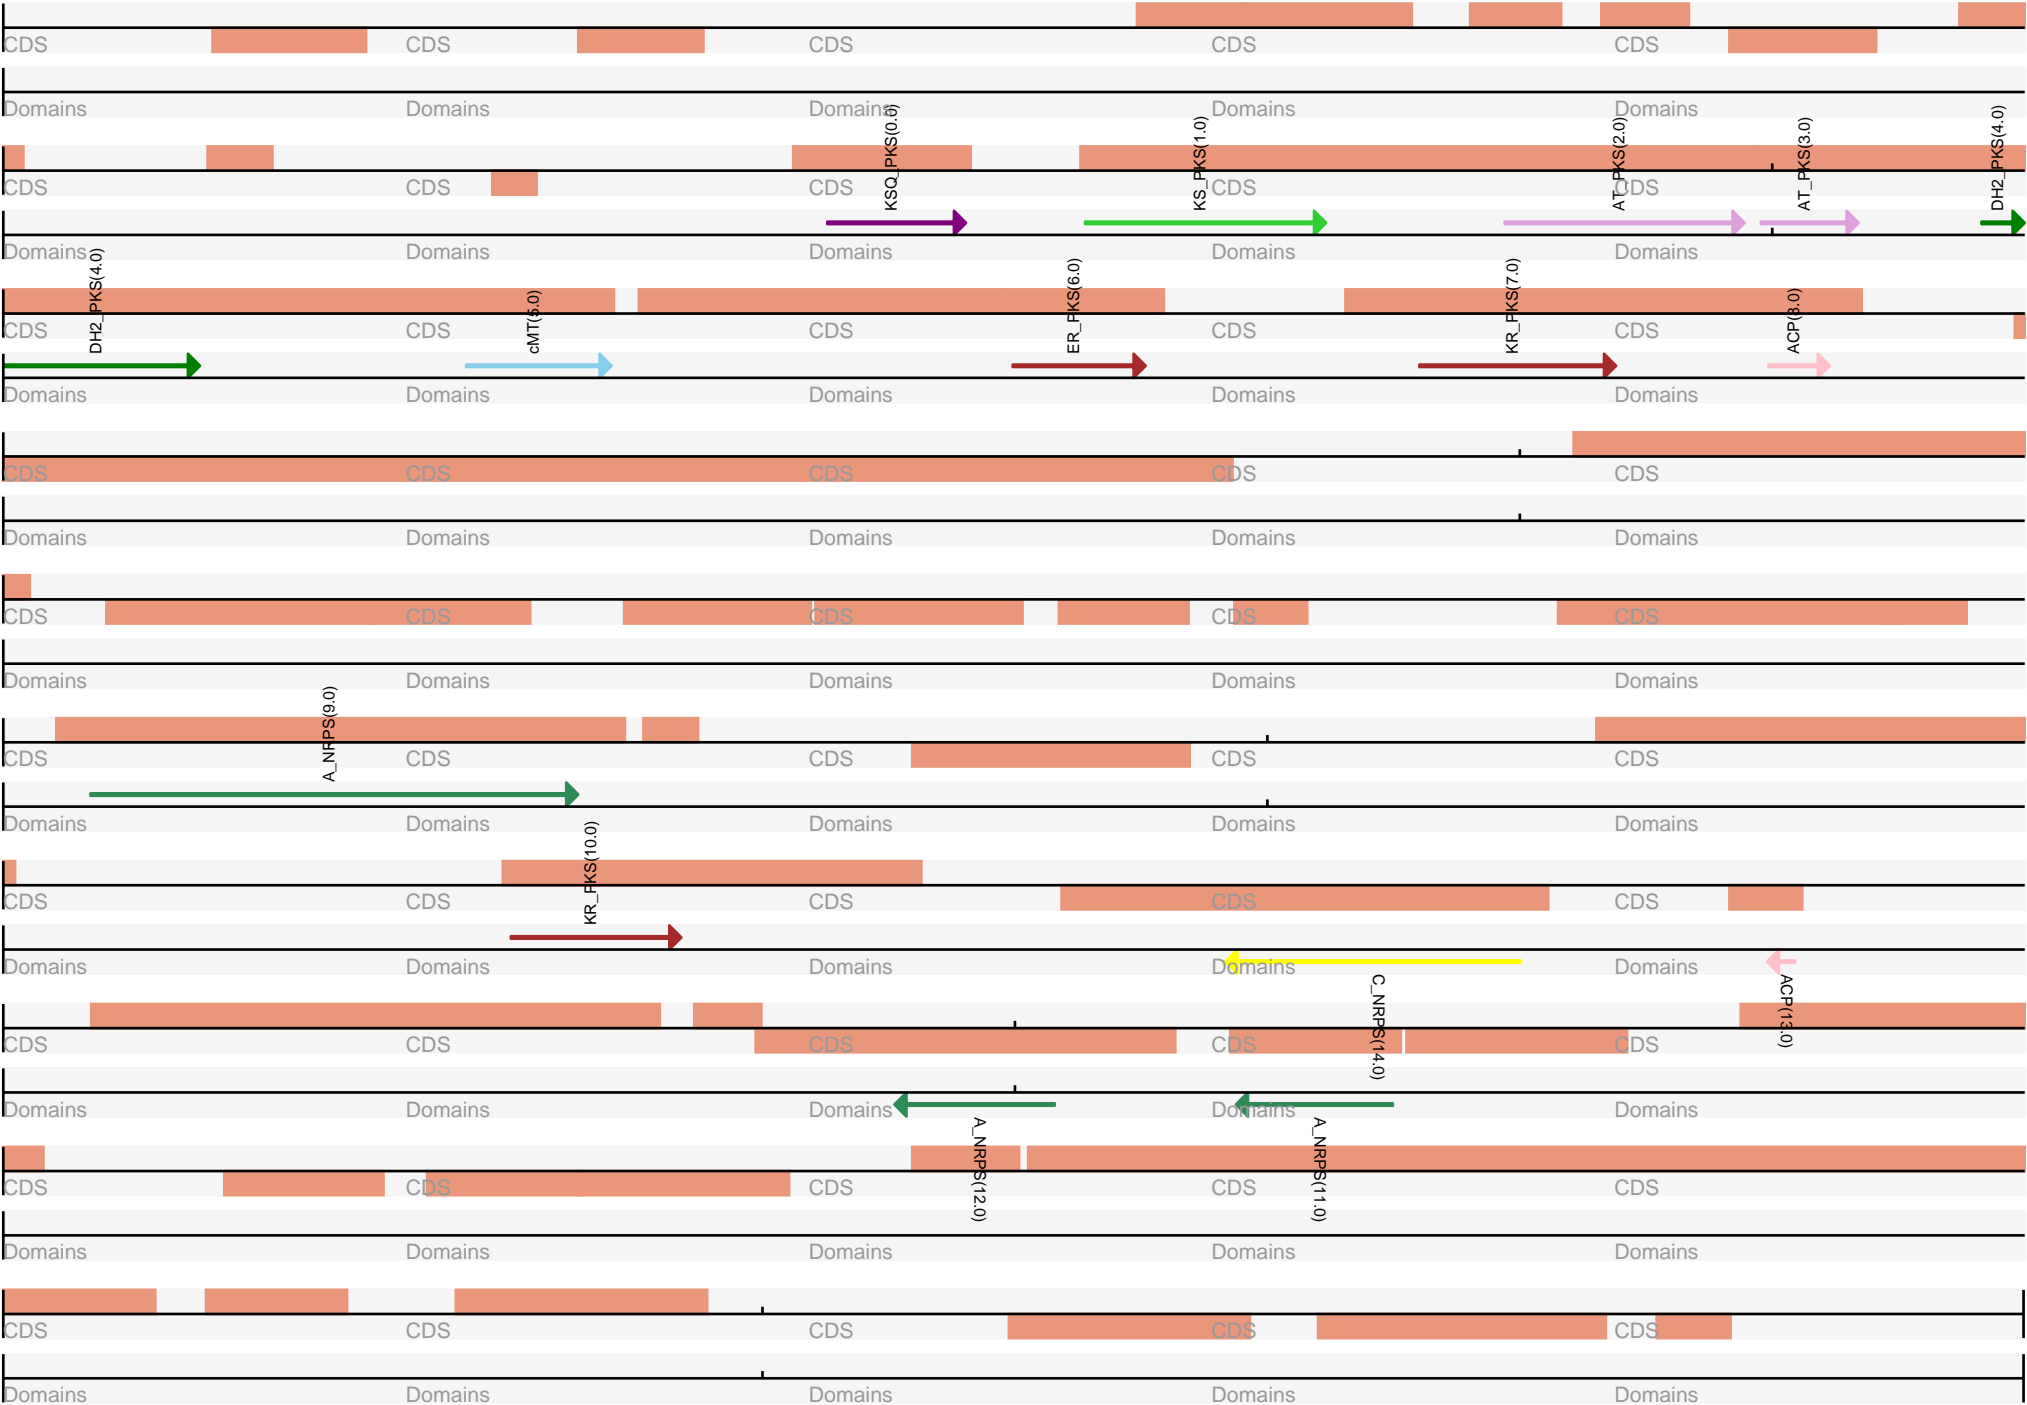 CDS CDS CDS CDS CDS
Domains Domains Domains Domains Domains
KSQ_PKS(0.0) KS_PKS(1.0) AT_PKS(2.0) AT_PKS(3.0) DH2_PKS(4.0)
CDS CDS CDS CDS CDS
Domains Domains Domains Domains Domains
DH2_PKS(4.0) cMT(5.0) ER_PKS(6.0) KR_PKS(7.0) ACP(8.0)
CDS CDS CDS CDS CDS
Domains Domains Domains Domains Domains
CDS CDS CDS CDS CDS
Domains Domains Domains Domains Domains
CDS CDS CDS CDS CDS
Domains Domains Domains Domains Domains
A_NRPS(9.0)
CDS CDS CDS CDS CDS
Domains Domains Domains Domains Domains
KR_PKS(10.0)
CDS CDS CDS CDS CDS
Domains Domains Domains Domains Domains
C_NRPS(14.0) ACP(13.0)
CDS CDS CDS CDS CDS
Domains Domains Domains Domains Domains
A_NRPS(12.0) A_NRPS(11.0)
CDS CDS CDS CDS CDS
Domains Domains Domains Domains Domains
CDS CDS CDS CDS CDS
Domains Domains Domains Domains Domains